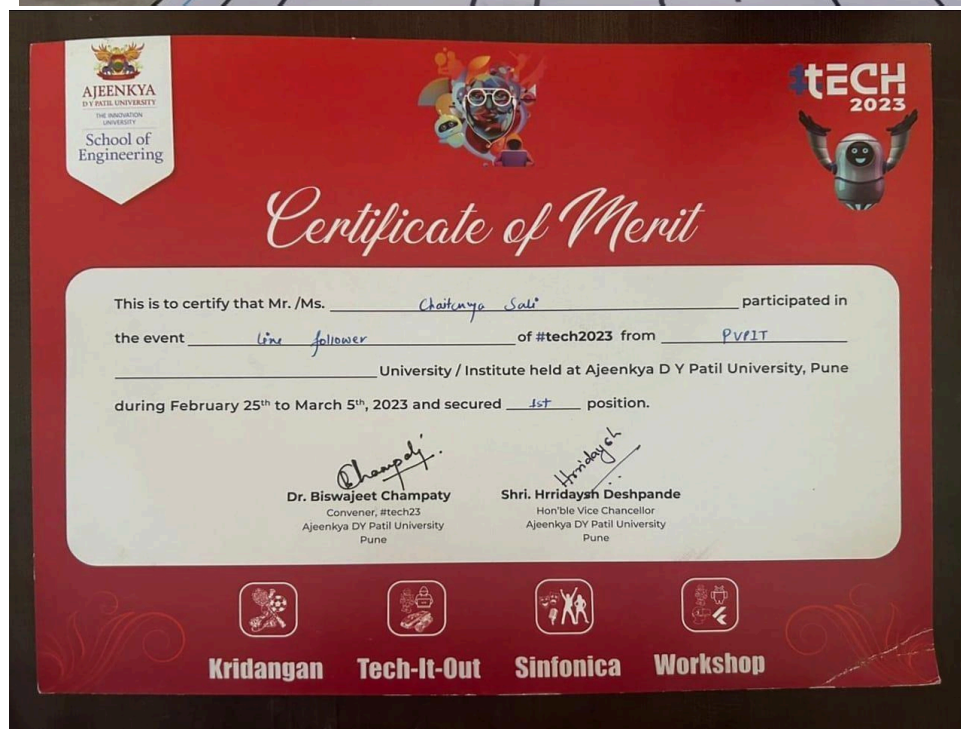 AJEENKYA
D Y PATIL UNIVERSITY
THE INNOVATION
UNIVERSITY
School of
Engineering
#tECH
2023
Certificate of Merit
This is to certify that Mr. /Ms. Chaitanya Sali participated in
the event Line follower of #tech2023 from PVPIT
University / Institute held at Ajeenkya D Y Patil University, Pune
during February 25th to March 5th, 2023 and secured 1st position.
Champaty
Hrridaysh
Dr. Biswajeet Champaty
Convener, #tech23
Ajeenkya DY Patil University
Pune
Shri. Hrridaysh Deshpande
Hon'ble Vice Chancellor
Ajeenkya DY Patil University
Pune
Kridangan
Tech-It-Out
Sinfonica
Workshop